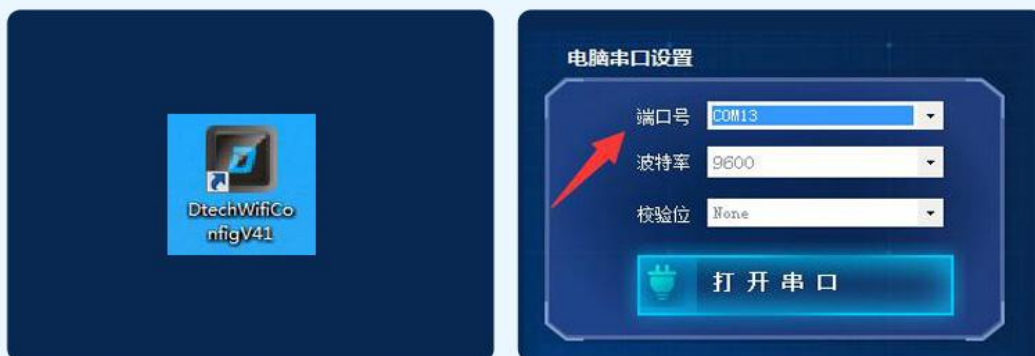 DtechWifiCo
nfigV41
电脑串口设置
端口号 COM13
波特率 9600
校验位 None
打开串口